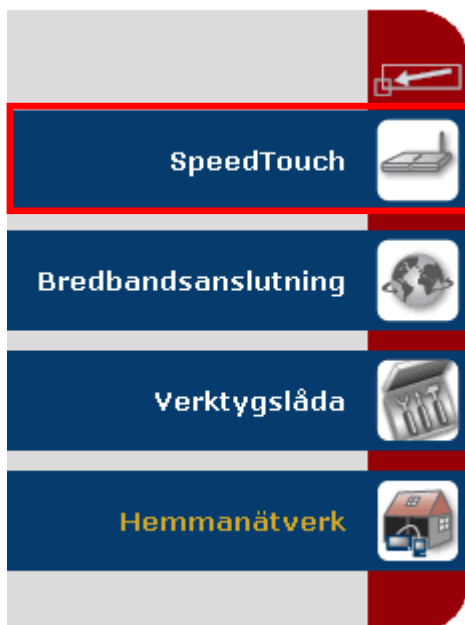 SpeedTouch
Bredbandsanslutning
Verktygslåda
Hemmanätverk